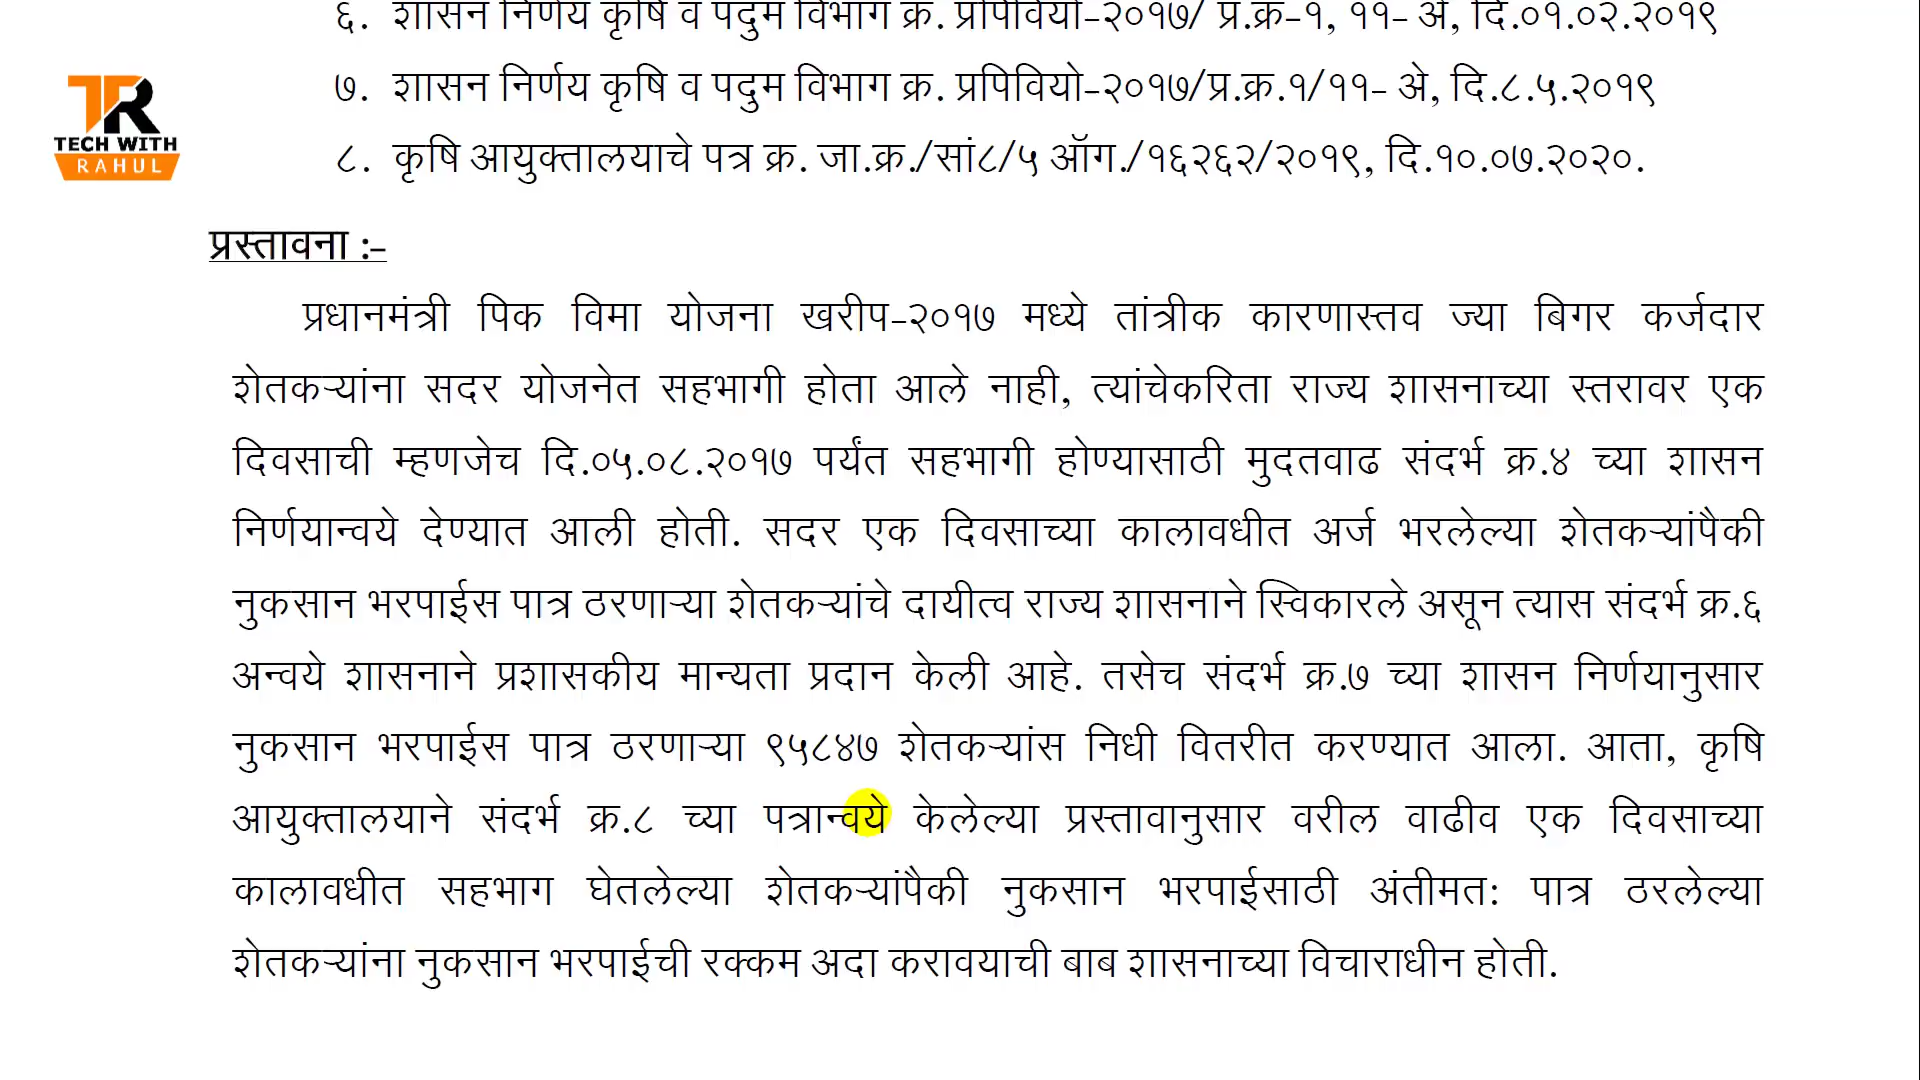 ६. शासन निर्णय कृषि व पदुम विभाग क्र. प्रपिवियो-२०१७/ प्र.क्र-१, ११- अे, दि.०१.०२.२०१९
७. शासन निर्णय कृषि व पदुम विभाग क्र. प्रपिवियो-२०१७/प्र.क्र.१/११- अे, दि.८.५.२०१९
TR
TECH WITH
RAHUL
८. कृषि आयुक्तालयाचे पत्र क्र. जा.क्र./सां८/५ ऑग./१६२६२/२०१९, दि.१०.०७.२०२०.
प्रस्तावना :-
प्रधानमंत्री पिक विमा योजना खरीप-२०१७ मध्ये तांत्रीक कारणास्तव ज्या बिगर कर्जदार
शेतकऱ्यांना सदर योजनेत सहभागी होता आले नाही, त्यांचेकरिता राज्य शासनाच्या स्तरावर एक
दिवसाची म्हणजेच दि.०५.०८.२०१७ पर्यंत सहभागी होण्यासाठी मुदतवाढ संदर्भ क्र.४ च्या शासन
निर्णयान्वये देण्यात आली होती. सदर एक दिवसाच्या कालावधीत अर्ज भरलेल्या शेतकऱ्यांपैकी
नुकसान भरपाईस पात्र ठरणाऱ्या शेतकऱ्यांचे दायीत्व राज्य शासनाने स्विकारले असून त्यास संदर्भ क्र.६
अन्वये शासनाने प्रशासकीय मान्यता प्रदान केली आहे. तसेच संदर्भ क्र.७ च्या शासन निर्णयानुसार
नुकसान भरपाईस पात्र ठरणाऱ्या ९५८४७ शेतकऱ्यांस निधी वितरीत करण्यात आला. आता, कृषि
आयुक्तालयाने संदर्भ क्र.८ च्या पत्रान्वये केलेल्या प्रस्तावानुसार वरील वाढीव एक दिवसाच्या
कालावधीत सहभाग घेतलेल्या शेतकऱ्यांपैकी नुकसान भरपाईसाठी अंतीमत: पात्र ठरलेल्या
शेतकऱ्यांना नुकसान भरपाईची रक्कम अदा करावयाची बाब शासनाच्या विचाराधीन होती.